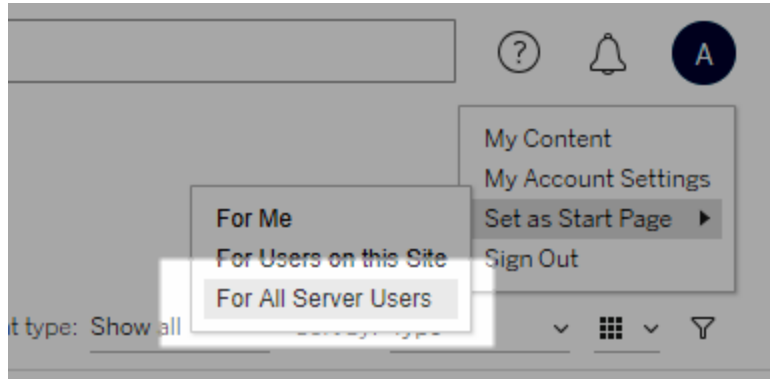 ?
A
My Content
My Account Settings
Set as Start Page
Sign Out
For Me
For Users on this Site
For All Server Users
type: Show all